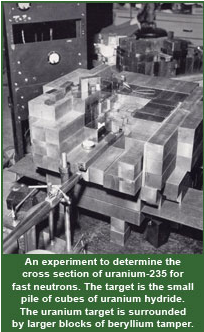 An experiment to determine the
cross section of uranium-235 for
fast neutrons. The target is the small
pile of cubes of uranium hydride.
The uranium target is surrounded
by larger blocks of beryllium tamper.